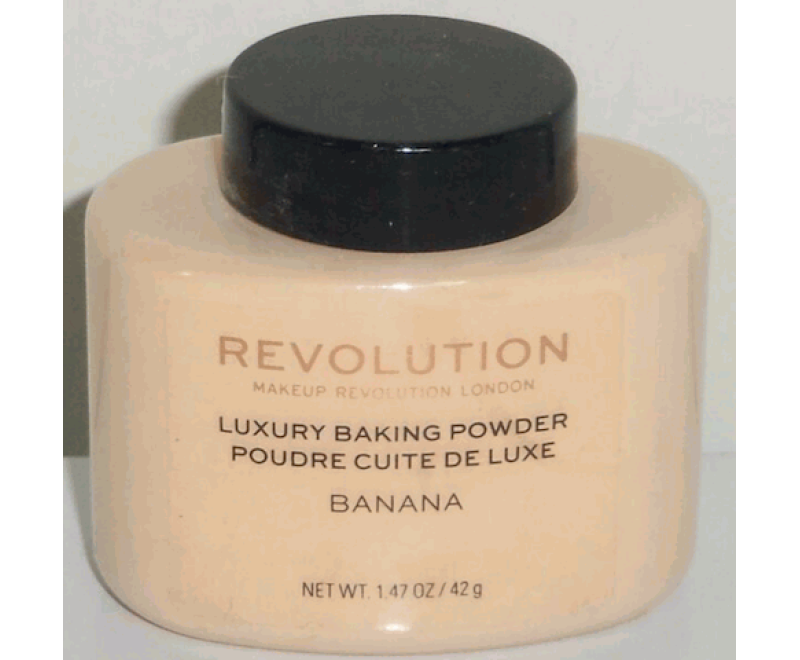 REVOLUTION
MAKEUP REVOLUTION LONDON
LUXURY BAKING POWDER
POUDRE CUITE DE LUXE
BANANA
NET WT. 1.47 OZ / 42 g